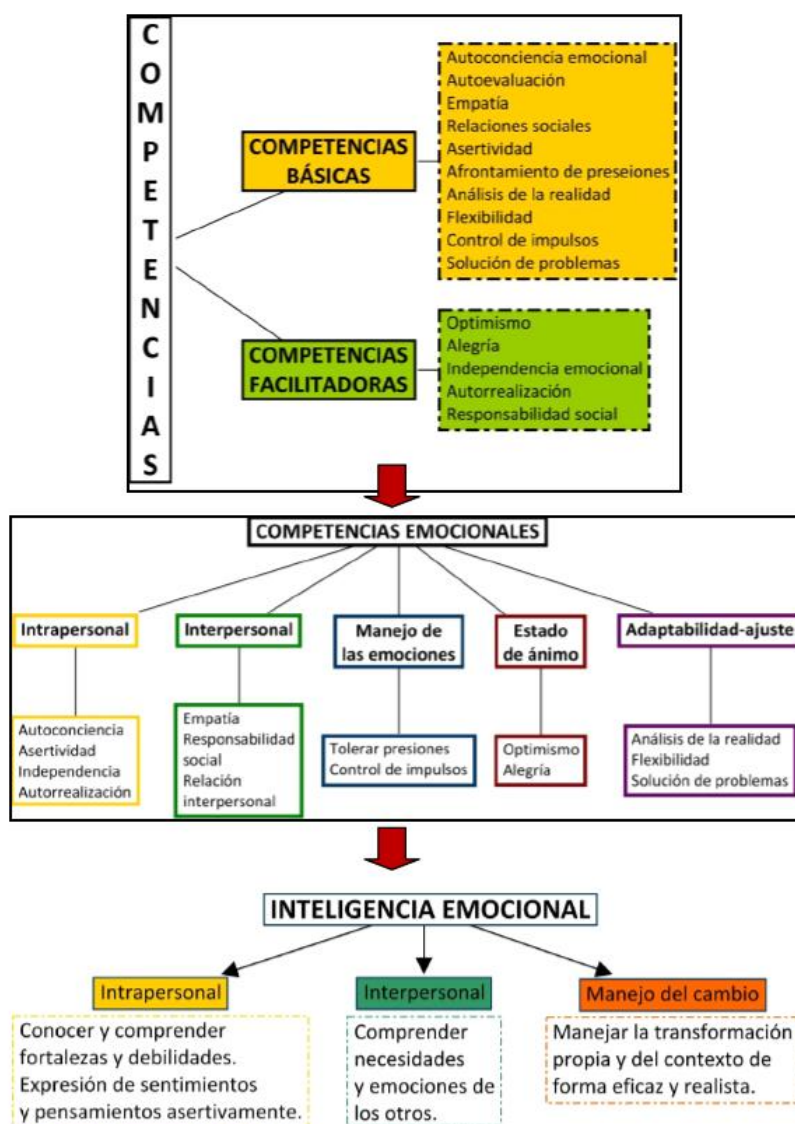 COMPETENCIAS
COMPETENCIAS
BÁSICAS
Autoconciencia emocional
Autoevaluación
Empatía
Relaciones sociales
Asertividad
Afrontamiento de preseiones
Análisis de la realidad
Flexibilidad
Control de impulsos
Solución de problemas
COMPETENCIAS
FACILITADORAS
Optimismo
Alegría
Independencia emocional
Autorrealización
Responsabilidad social
COMPETENCIAS EMOCIONALES
Intrapersonal
Autoconciencia
Asertividad
Independencia
Autorrealización
Interpersonal
Empatía
Responsabilidad
social
Relación
interpersonal
Manejo de
las emociones
Tolerar presiones
Control de impulsos
Estado
de ánimo
Optimismo
Alegría
Adaptabilidad-ajuste
Análisis de la realidad
Flexibilidad
Solución de problemas
INTELIGENCIA EMOCIONAL
Intrapersonal
Conocer y comprender
fortalezas y debilidades.
Expresión de sentimientos
y pensamientos asertivamente.
Interpersonal
Comprender
necesidades
y emociones de
los otros.
Manejo del cambio
Manejar la transformación
propia y del contexto de
forma eficaz y realista.